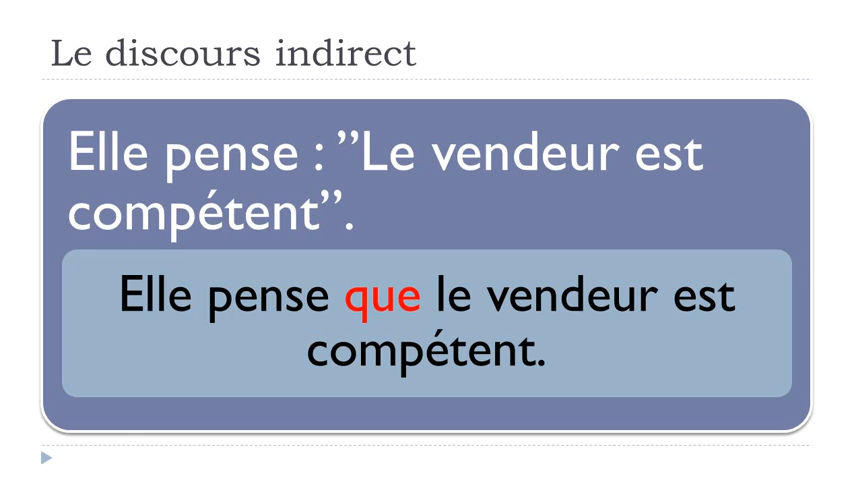 Le discours indirect
Elle pense : ”Le vendeur est
compétent”.
Elle pense que le vendeur est
compétent.